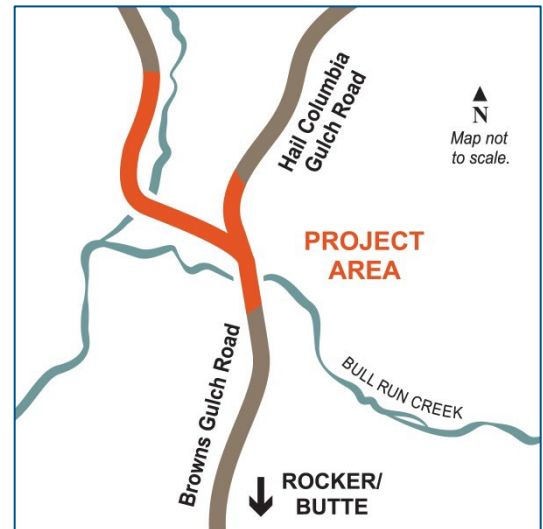 Hail Columbia
Gulch Road
N
Map not
to scale.
PROJECT
AREA
Browns Gulch Road
BULL RUN CREEK
ROCKER/
BUTTE